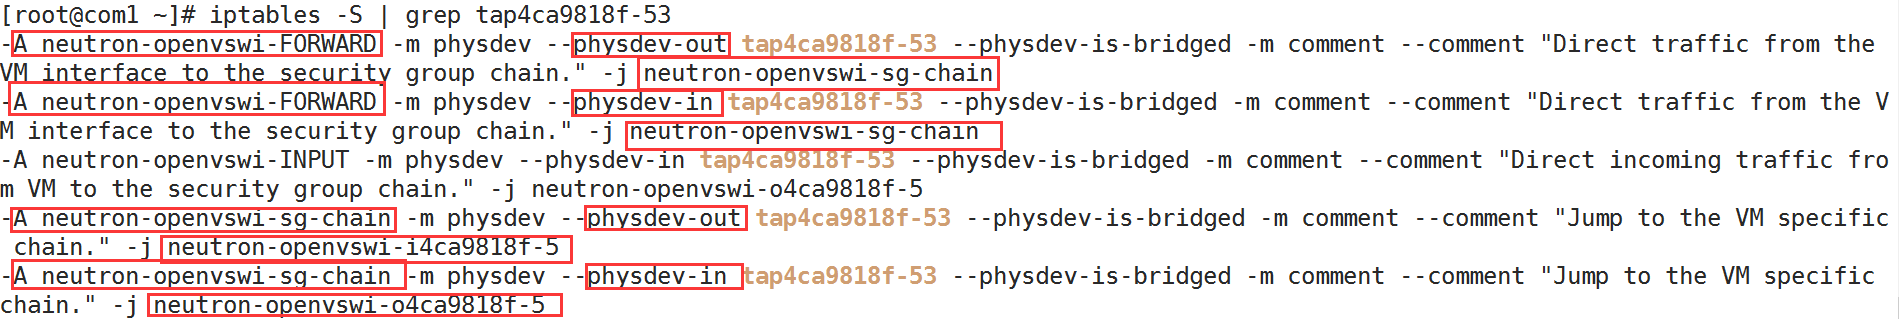 [root@com1 ~]# iptables -S | grep tap4ca9818f-53
-A neutron-openvswi-FORWARD -m physdev --physdev-out tap4ca9818f-53 --physdev-is-bridged -m comment --comment "Direct traffic from the
VM interface to the security group chain." -j neutron-openvswi-sg-chain
-A neutron-openvswi-FORWARD -m physdev --physdev-in tap4ca9818f-53 --physdev-is-bridged -m comment --comment "Direct traffic from the V
M interface to the security group chain." -j neutron-openvswi-sg-chain
-A neutron-openvswi-INPUT -m physdev --physdev-in tap4ca9818f-53 --physdev-is-bridged -m comment --comment "Direct incoming traffic fro
m VM to the security group chain." -j neutron-openvswi-o4ca9818f-5
-A neutron-openvswi-sg-chain -m physdev --physdev-out tap4ca9818f-53 --physdev-is-bridged -m comment --comment "Jump to the VM specific
 chain." -j neutron-openvswi-i4ca9818f-5
-A neutron-openvswi-sg-chain -m physdev --physdev-in tap4ca9818f-53 --physdev-is-bridged -m comment --comment "Jump to the VM specific
chain." -j neutron-openvswi-o4ca9818f-5